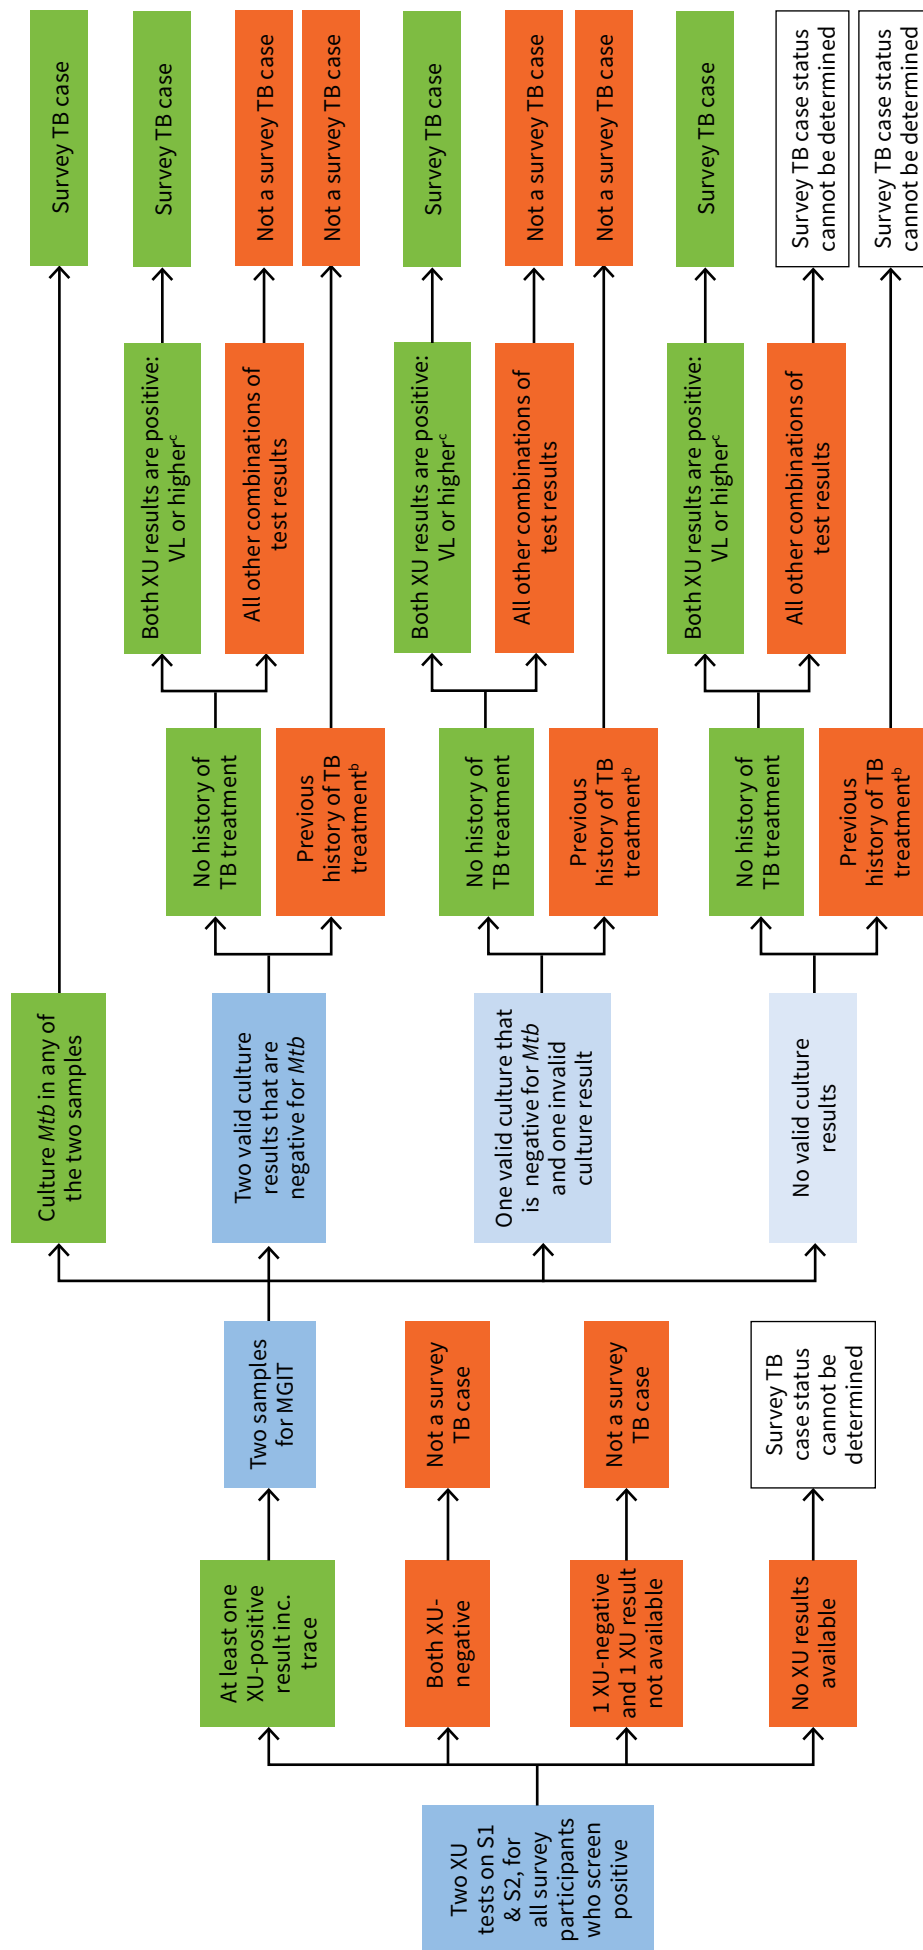 Two XU
tests on S1
& S2, for
all survey
participants
who screen
positive
At least one
XU-positive
result inc.
trace
Both XU-
negative
1 XU-negative
and 1 XU result
not available
No XU results
available
Two samples
for MGIT
Not a survey
TB case
Not a survey
TB case
Survey TB
case status
cannot be
determined
Culture Mtb in any of
the two samples
Two valid culture
results that are
negative for Mtb
One valid culture that
is negative for Mtb
and one invalid
culture result
No valid culture
results
No history of
TB treatment
Previous
history of TB
treatmentᵇ
No history of
TB treatment
Previous
history of TB
treatmentᵇ
No history of
TB treatment
Previous
history of TB
treatmentᵇ
Both XU results are positive:
VL or higherᶜ
All other combinations of
test results
Both XU results are positive:
VL or higherᶜ
All other combinations of
test results
Both XU results are positive:
VL or higherᶜ
All other combinations of
test results
Survey TB case
Survey TB case
Not a survey TB case
Not a survey TB case
Survey TB case
Not a survey TB case
Not a survey TB case
Survey TB case
Survey TB case status
cannot be determined
Survey TB case status
cannot be determined